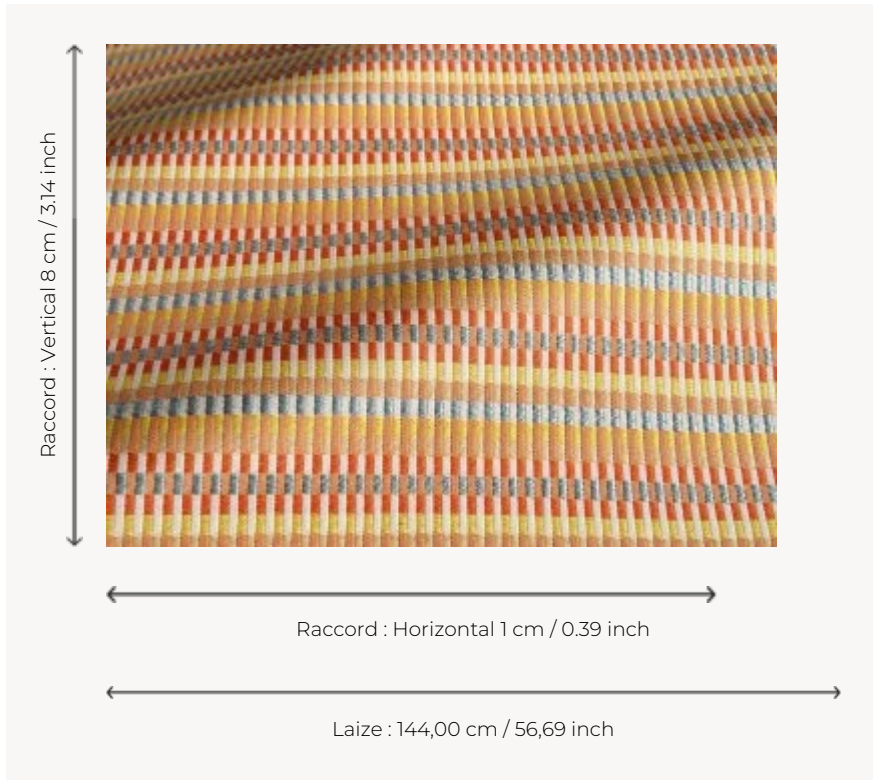 Raccord : Vertical 8 cm / 3.14 inch
Raccord : Horizontal 1 cm / 0.39 inch
Laize : 144,00 cm / 56,69 inch